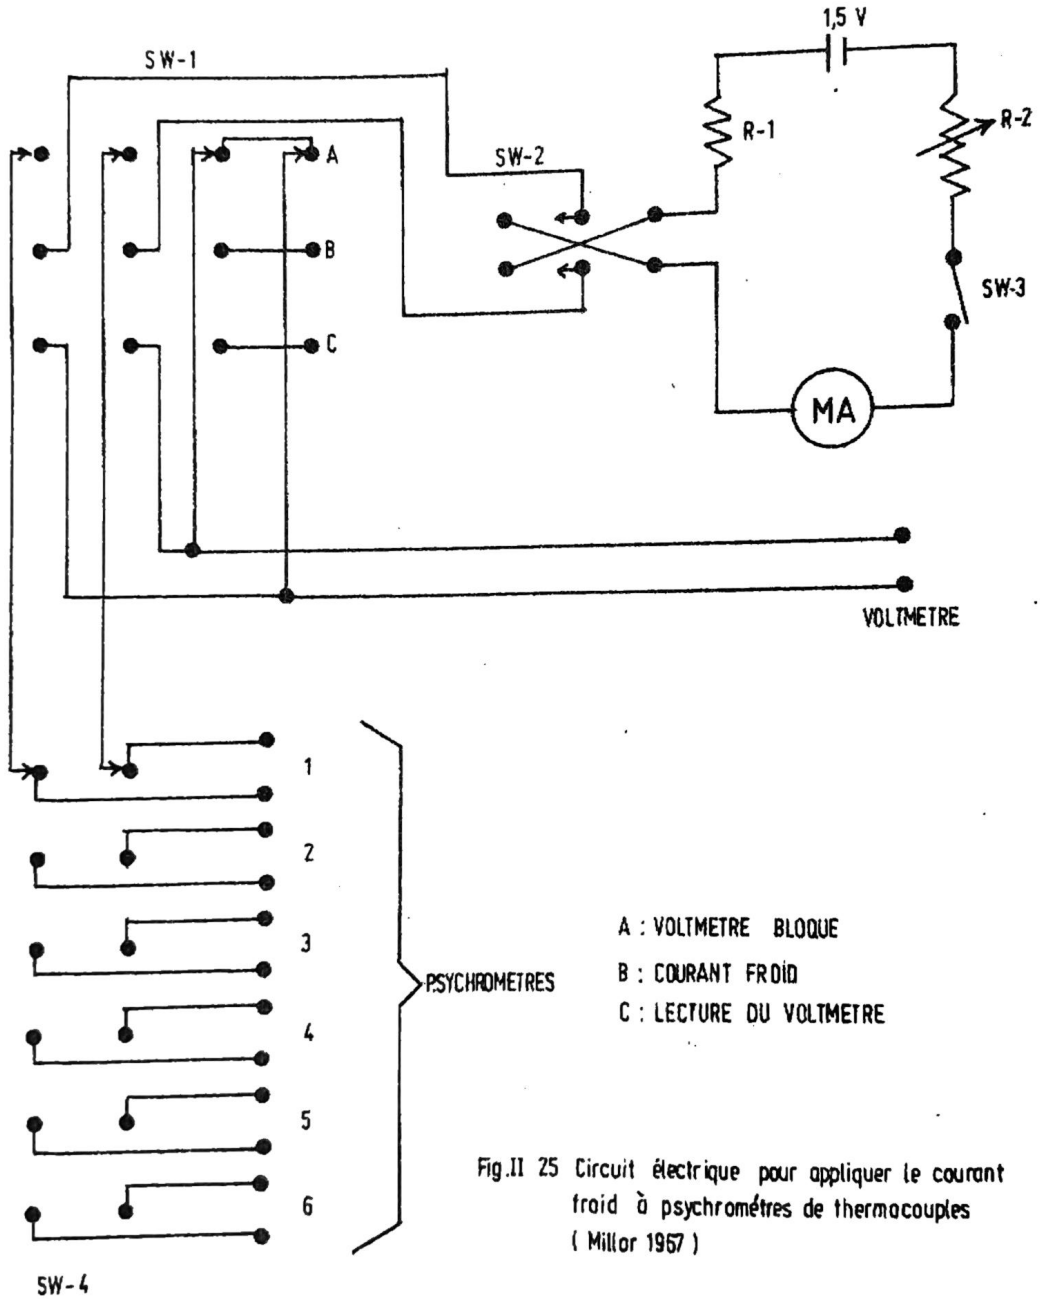 1,5 V
SW-1
R-1
R-2
SW-2
A
B
C
SW-3
MA
VOLTMETRE
1
2
3
4
5
6
PSYCHROMETRES
A : VOLTMETRE BLOQUE
B : COURANT FROID
C : LECTURE DU VOLTMETRE
Fig.II 25 Circuit électrique pour appliquer le courant
froid à psychrométres de thermocouples
( Millar 1967 )
SW-4